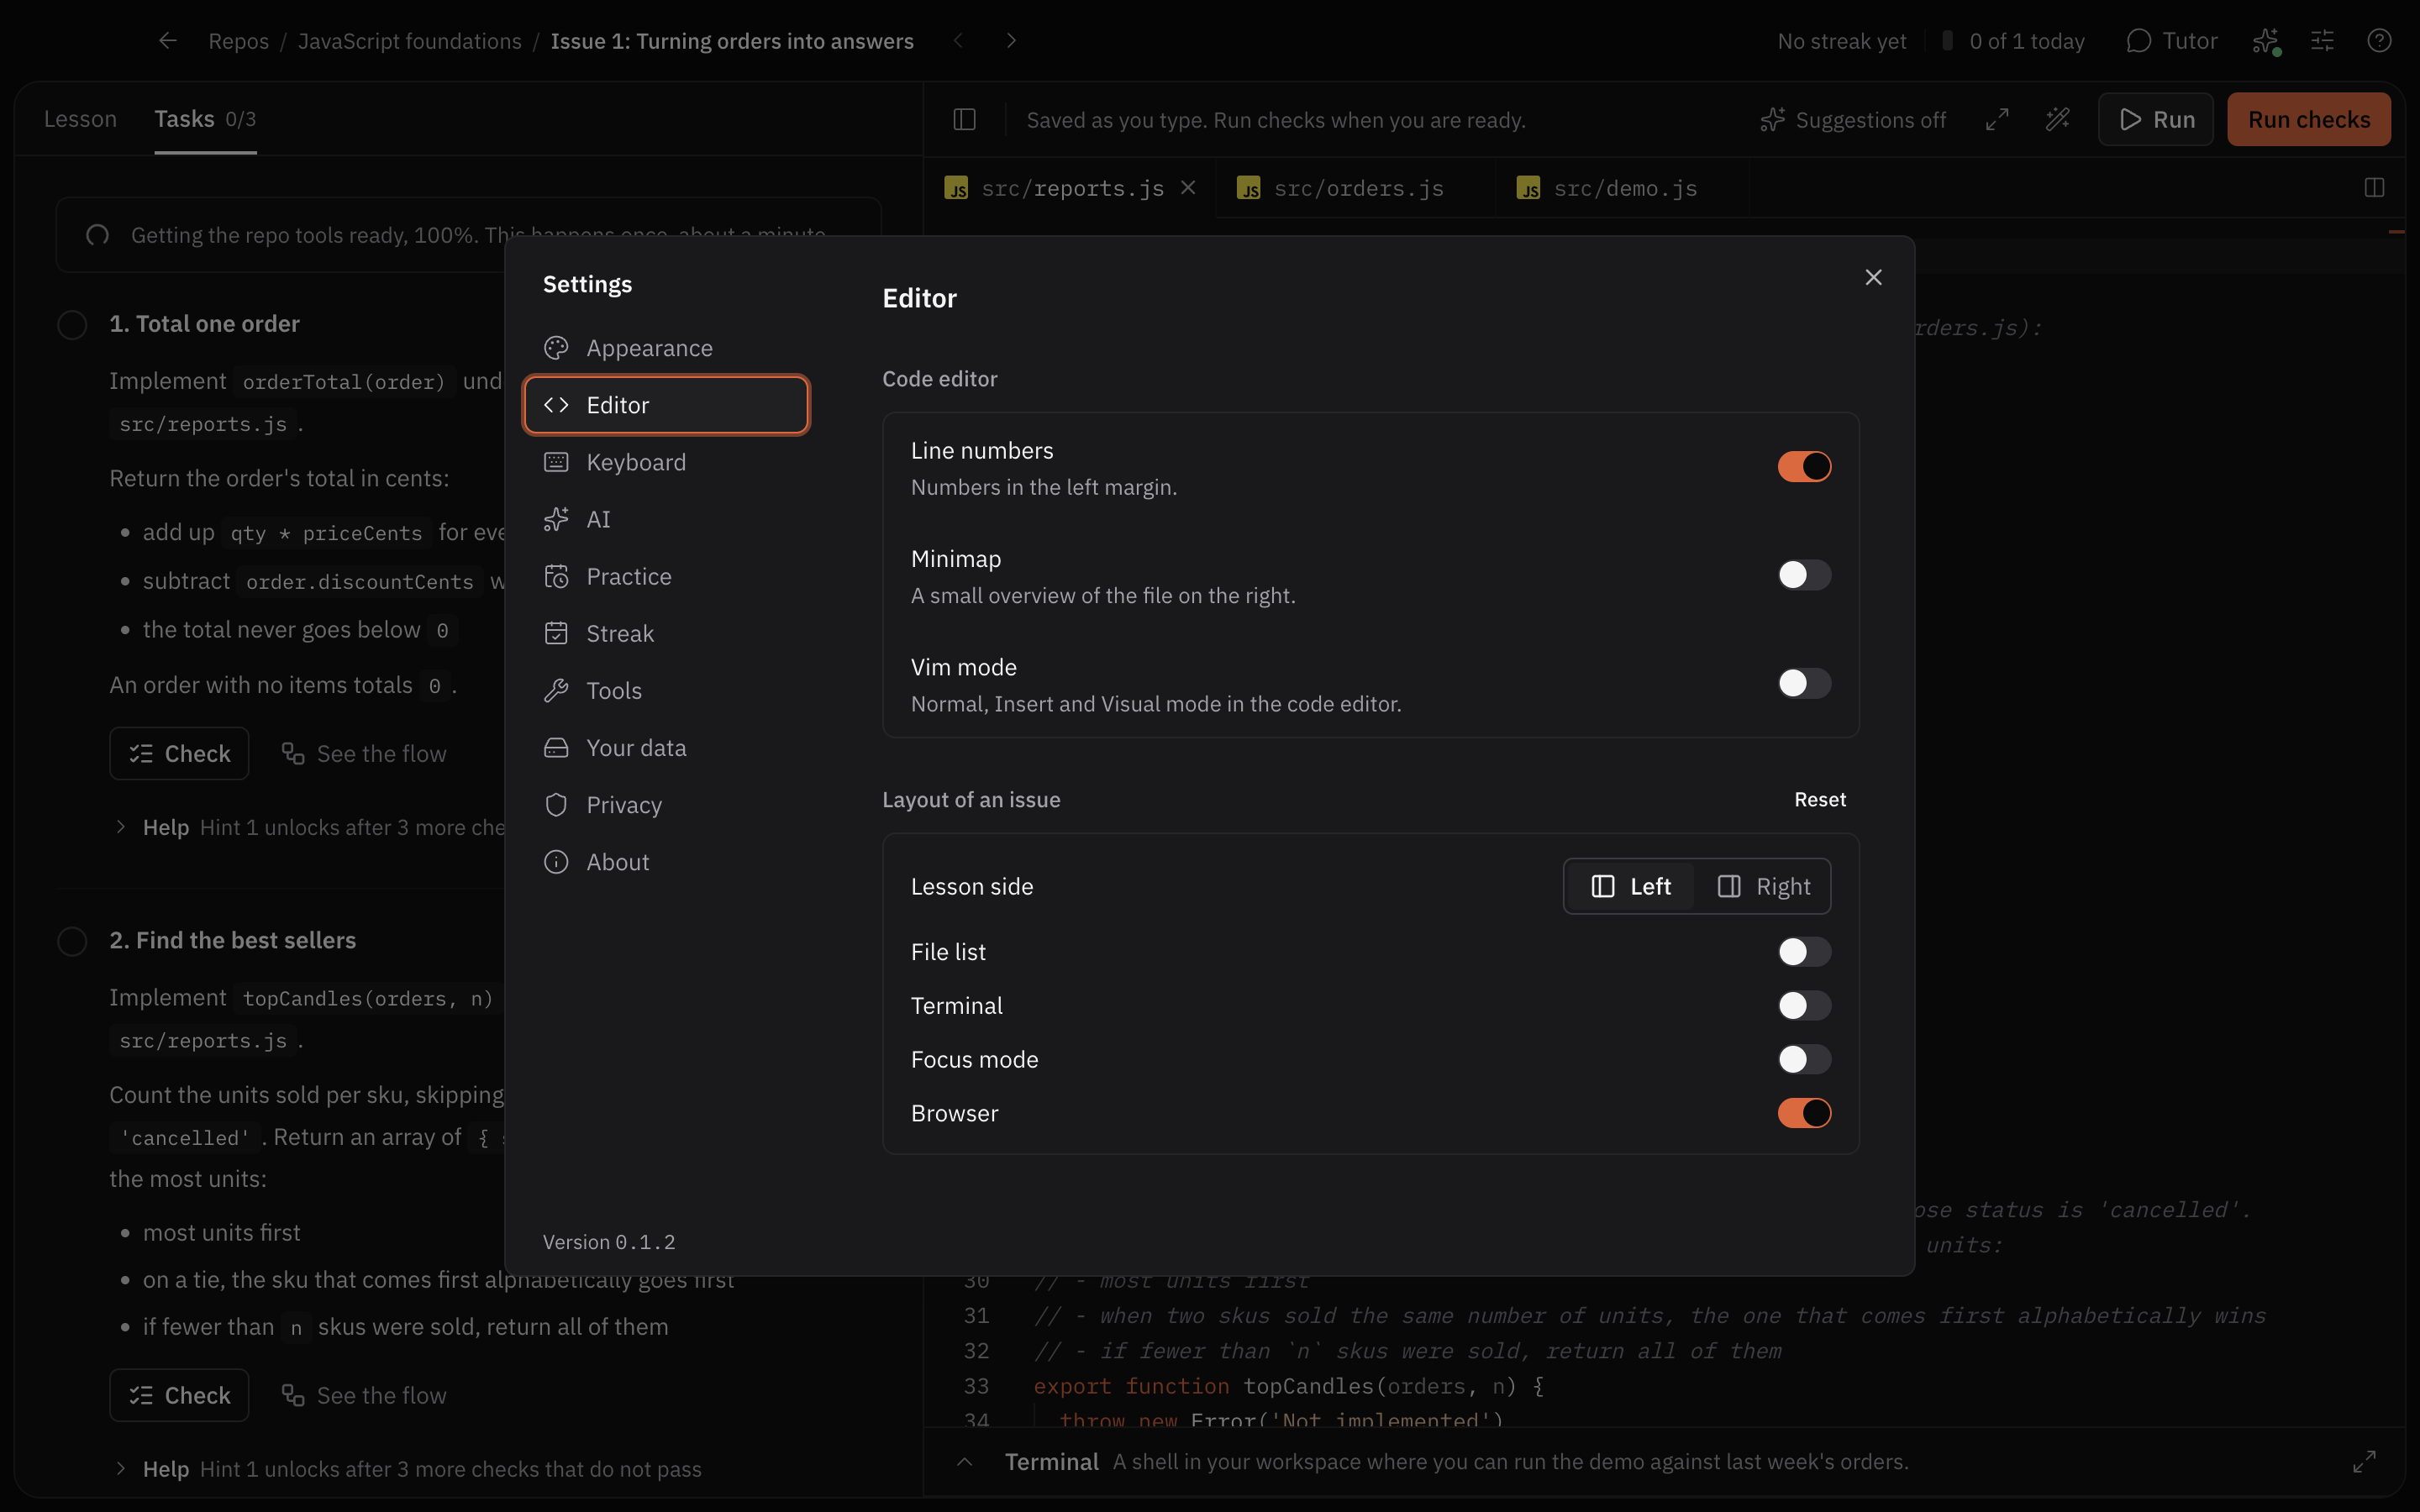 Repos / JavaScript foundations / Issue 1: Turning orders into answers
No streak yet
0 of 1 today
Tutor
Lesson
Tasks 0/3
Saved as you type. Run checks when you are ready.
Suggestions off
Run
Run checks
JS src/reports.js
JS src/orders.js
JS src/demo.js
Getting the repo tools ready, 100%. This happens once, about a minute
1. Total one order
Implement orderTotal(order)
src/reports.js.
Return the order's total in cents:
add up qty * priceCents for
subtract order.discountCents
the total never goes below 0
An order with no items totals 0.
Check
See the flow
Help Hint 1 unlocks after 3 more
2. Find the best sellers
Implement topCandles(orders, n)
src/reports.js.
Count the units sold per sku, skipping
'cancelled'. Return an array of {
the most units:
most units first
on a tie, the sku that comes first alphabetically goes first
if fewer than n skus were sold, return all of them
Check
See the flow
Help Hint 1 unlocks after 3 more checks that do not pass
Settings
Appearance
Editor
Keyboard
AI
Practice
Streak
Tools
Your data
Privacy
About
Version 0.1.2
Editor
Code editor
Line numbers
Numbers in the left margin.
Minimap
A small overview of the file on the right.
Vim mode
Normal, Insert and Visual mode in the code editor.
Layout of an issue
Reset
Lesson side
Left
Right
File list
Terminal
Focus mode
Browser
rders.js):
ose status is 'cancelled'.
units:
30 // - most units first
31 // - when two skus sold the same number of units, the one that comes first alphabetically wins
32 // - if fewer than `n` skus were sold, return all of them
33 export function topCandles(orders, n) {
34 throw new Error('Not implemented')
Terminal A shell in your workspace where you can run the demo against last week's orders.